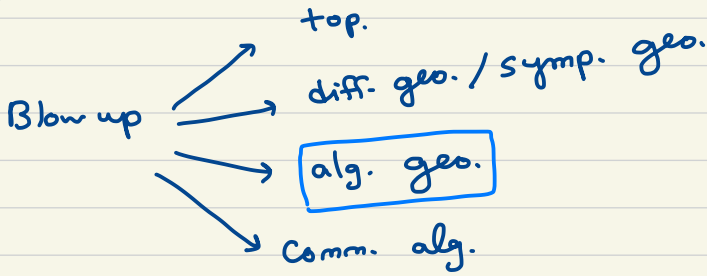 top.
diff. geo. / symp. geo.
Blow up
alg. geo.
comm. alg.